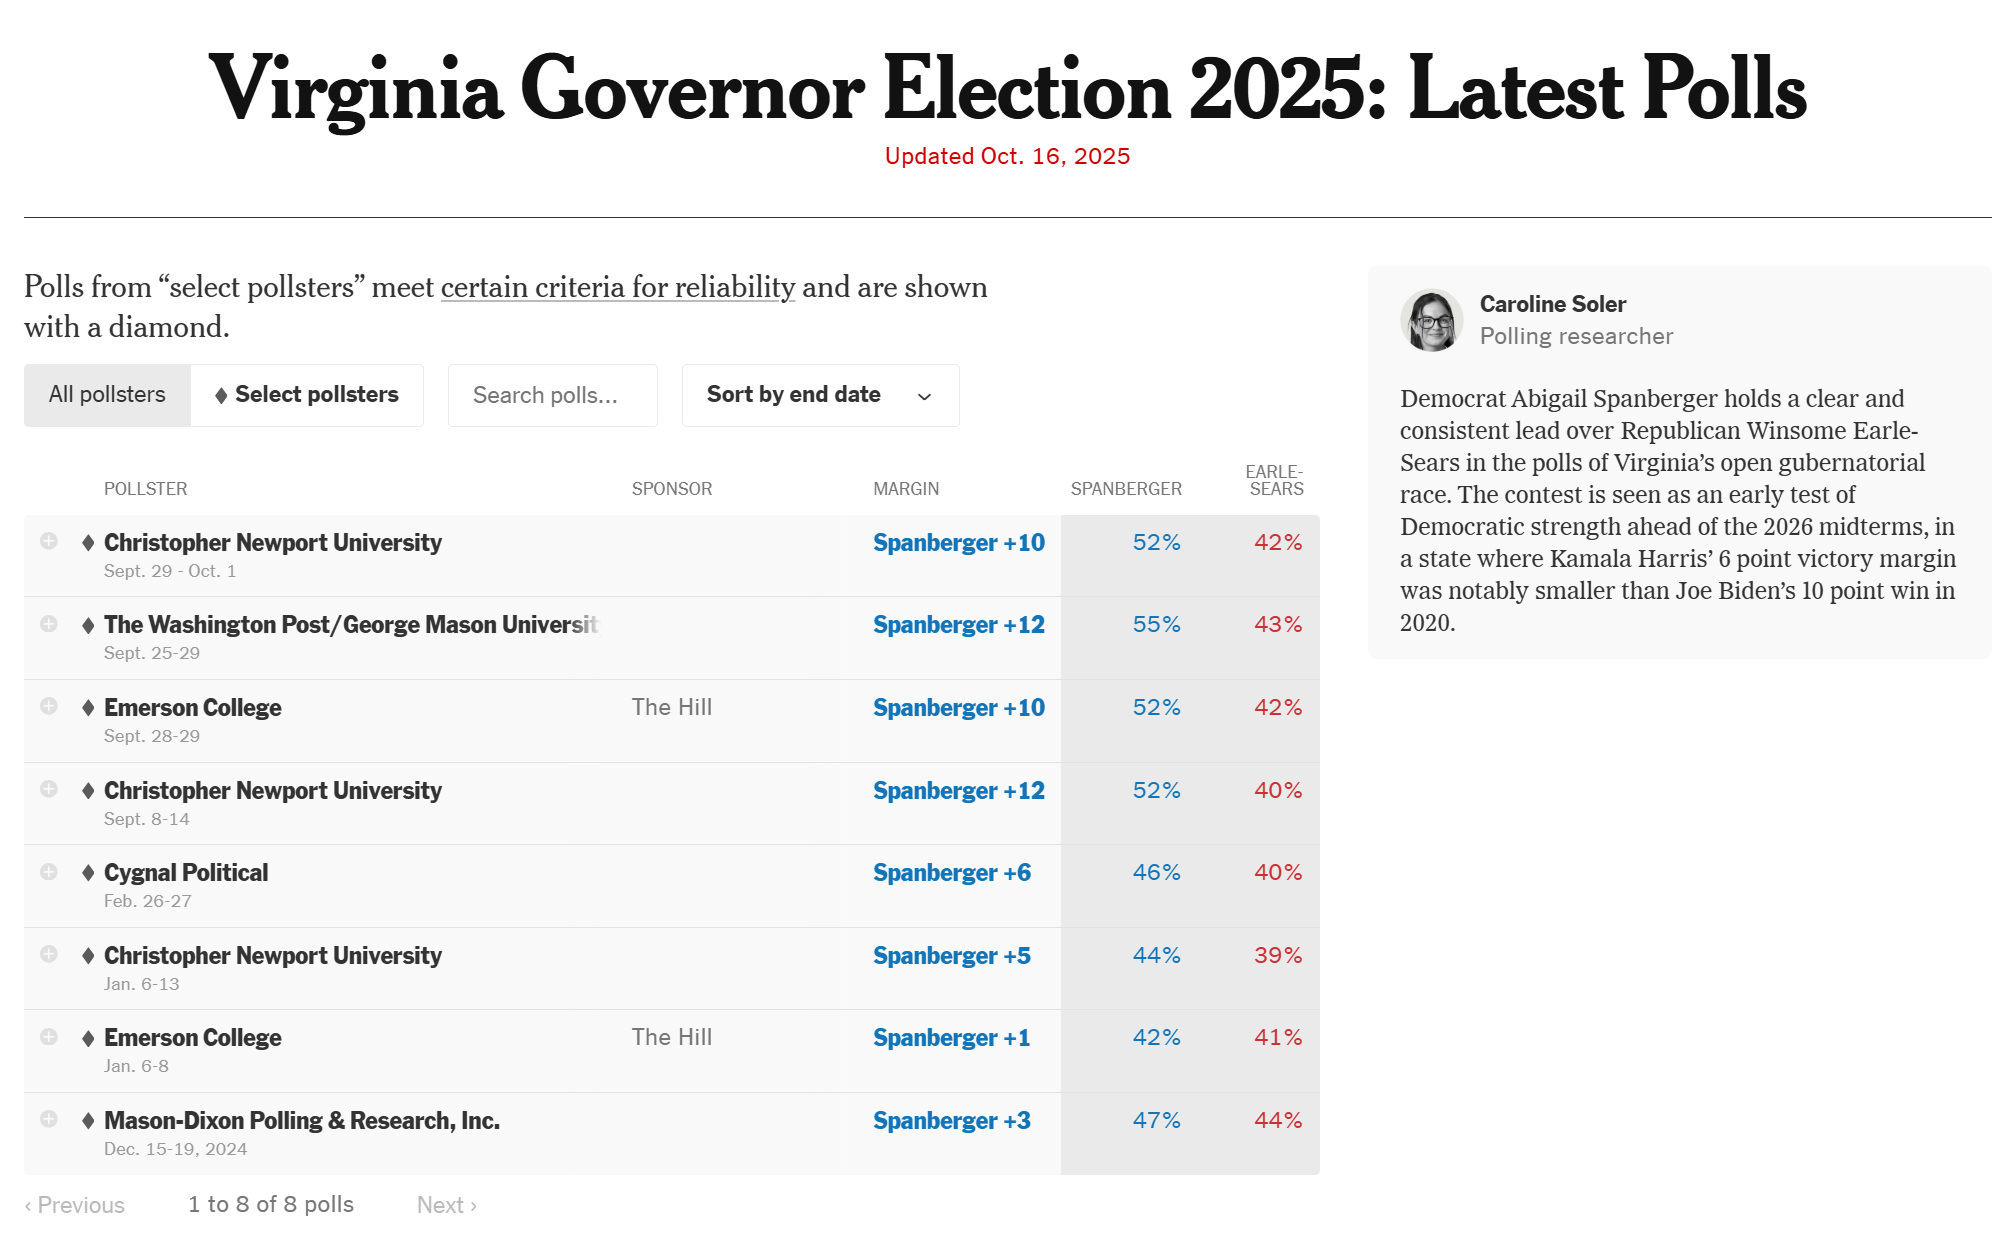 Virginia Governor Election 2025: Latest Polls
Updated Oct. 16, 2025
Polls from “select pollsters” meet certain criteria for reliability and are shown
with a diamond.
All pollsters
Select pollsters
Search polls...
Sort by end date
POLLSTER SPONSOR MARGIN SPANBERGER EARLE-
SEARS
Christopher Newport University Spanberger +10 52% 42%
Sept. 29 - Oct. 1
The Washington Post/George Mason Universit Spanberger +12 55% 43%
Sept. 25-29
Emerson College The Hill Spanberger +10 52% 42%
Sept. 28-29
Christopher Newport University Spanberger +12 52% 40%
Sept. 8-14
Cygnal Political Spanberger +6 46% 40%
Feb. 26-27
Christopher Newport University Spanberger +5 44% 39%
Jan. 6-13
Emerson College The Hill Spanberger +1 42% 41%
Jan. 6-8
Mason-Dixon Polling & Research, Inc. Spanberger +3 47% 44%
Dec. 15-19, 2024
‹ Previous 1 to 8 of 8 polls Next ›
Caroline Soler
Polling researcher
Democrat Abigail Spanberger holds a clear and
consistent lead over Republican Winsome Earle-
Sears in the polls of Virginia’s open gubernatorial
race. The contest is seen as an early test of
Democratic strength ahead of the 2026 midterms, in
a state where Kamala Harris’ 6 point victory margin
was notably smaller than Joe Biden’s 10 point win in
2020.